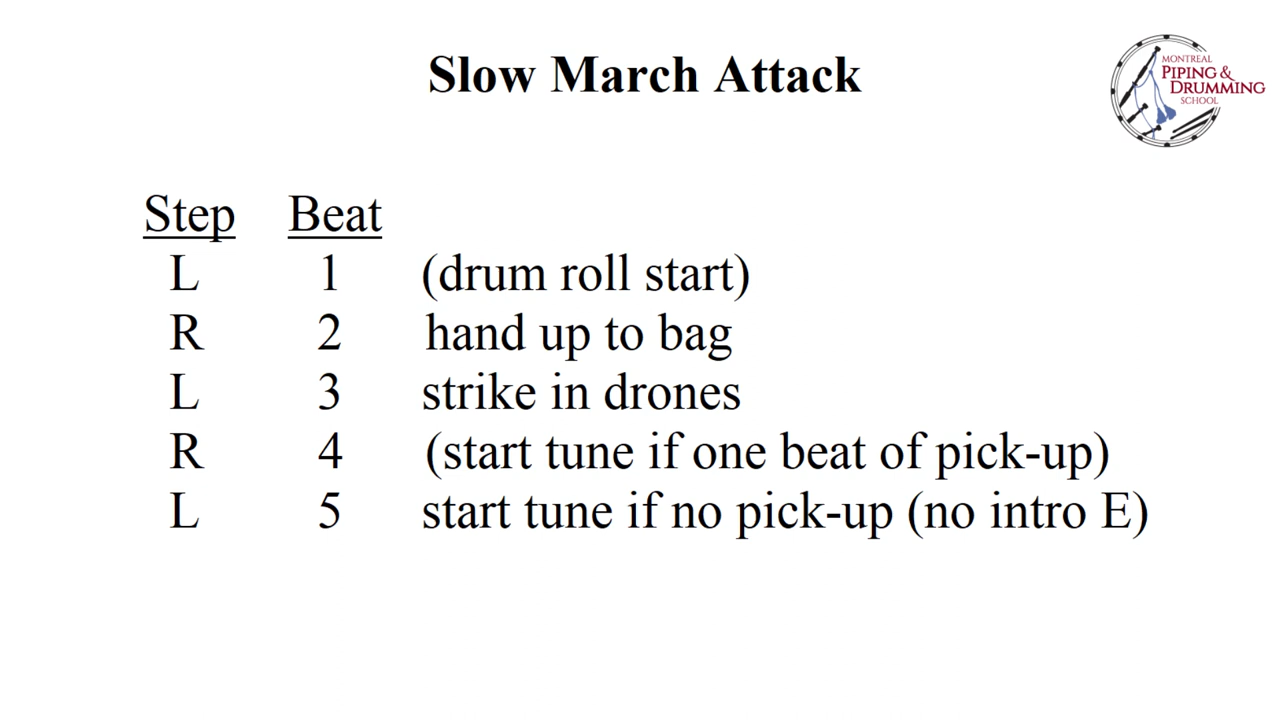 Slow March Attack
MONTREAL
PIPING &
DRUMMING
SCHOOL
Step Beat
L 1 (drum roll start)
R 2 hand up to bag
L 3 strike in drones
R 4 (start tune if one beat of pick-up)
L 5 start tune if no pick-up (no intro E)